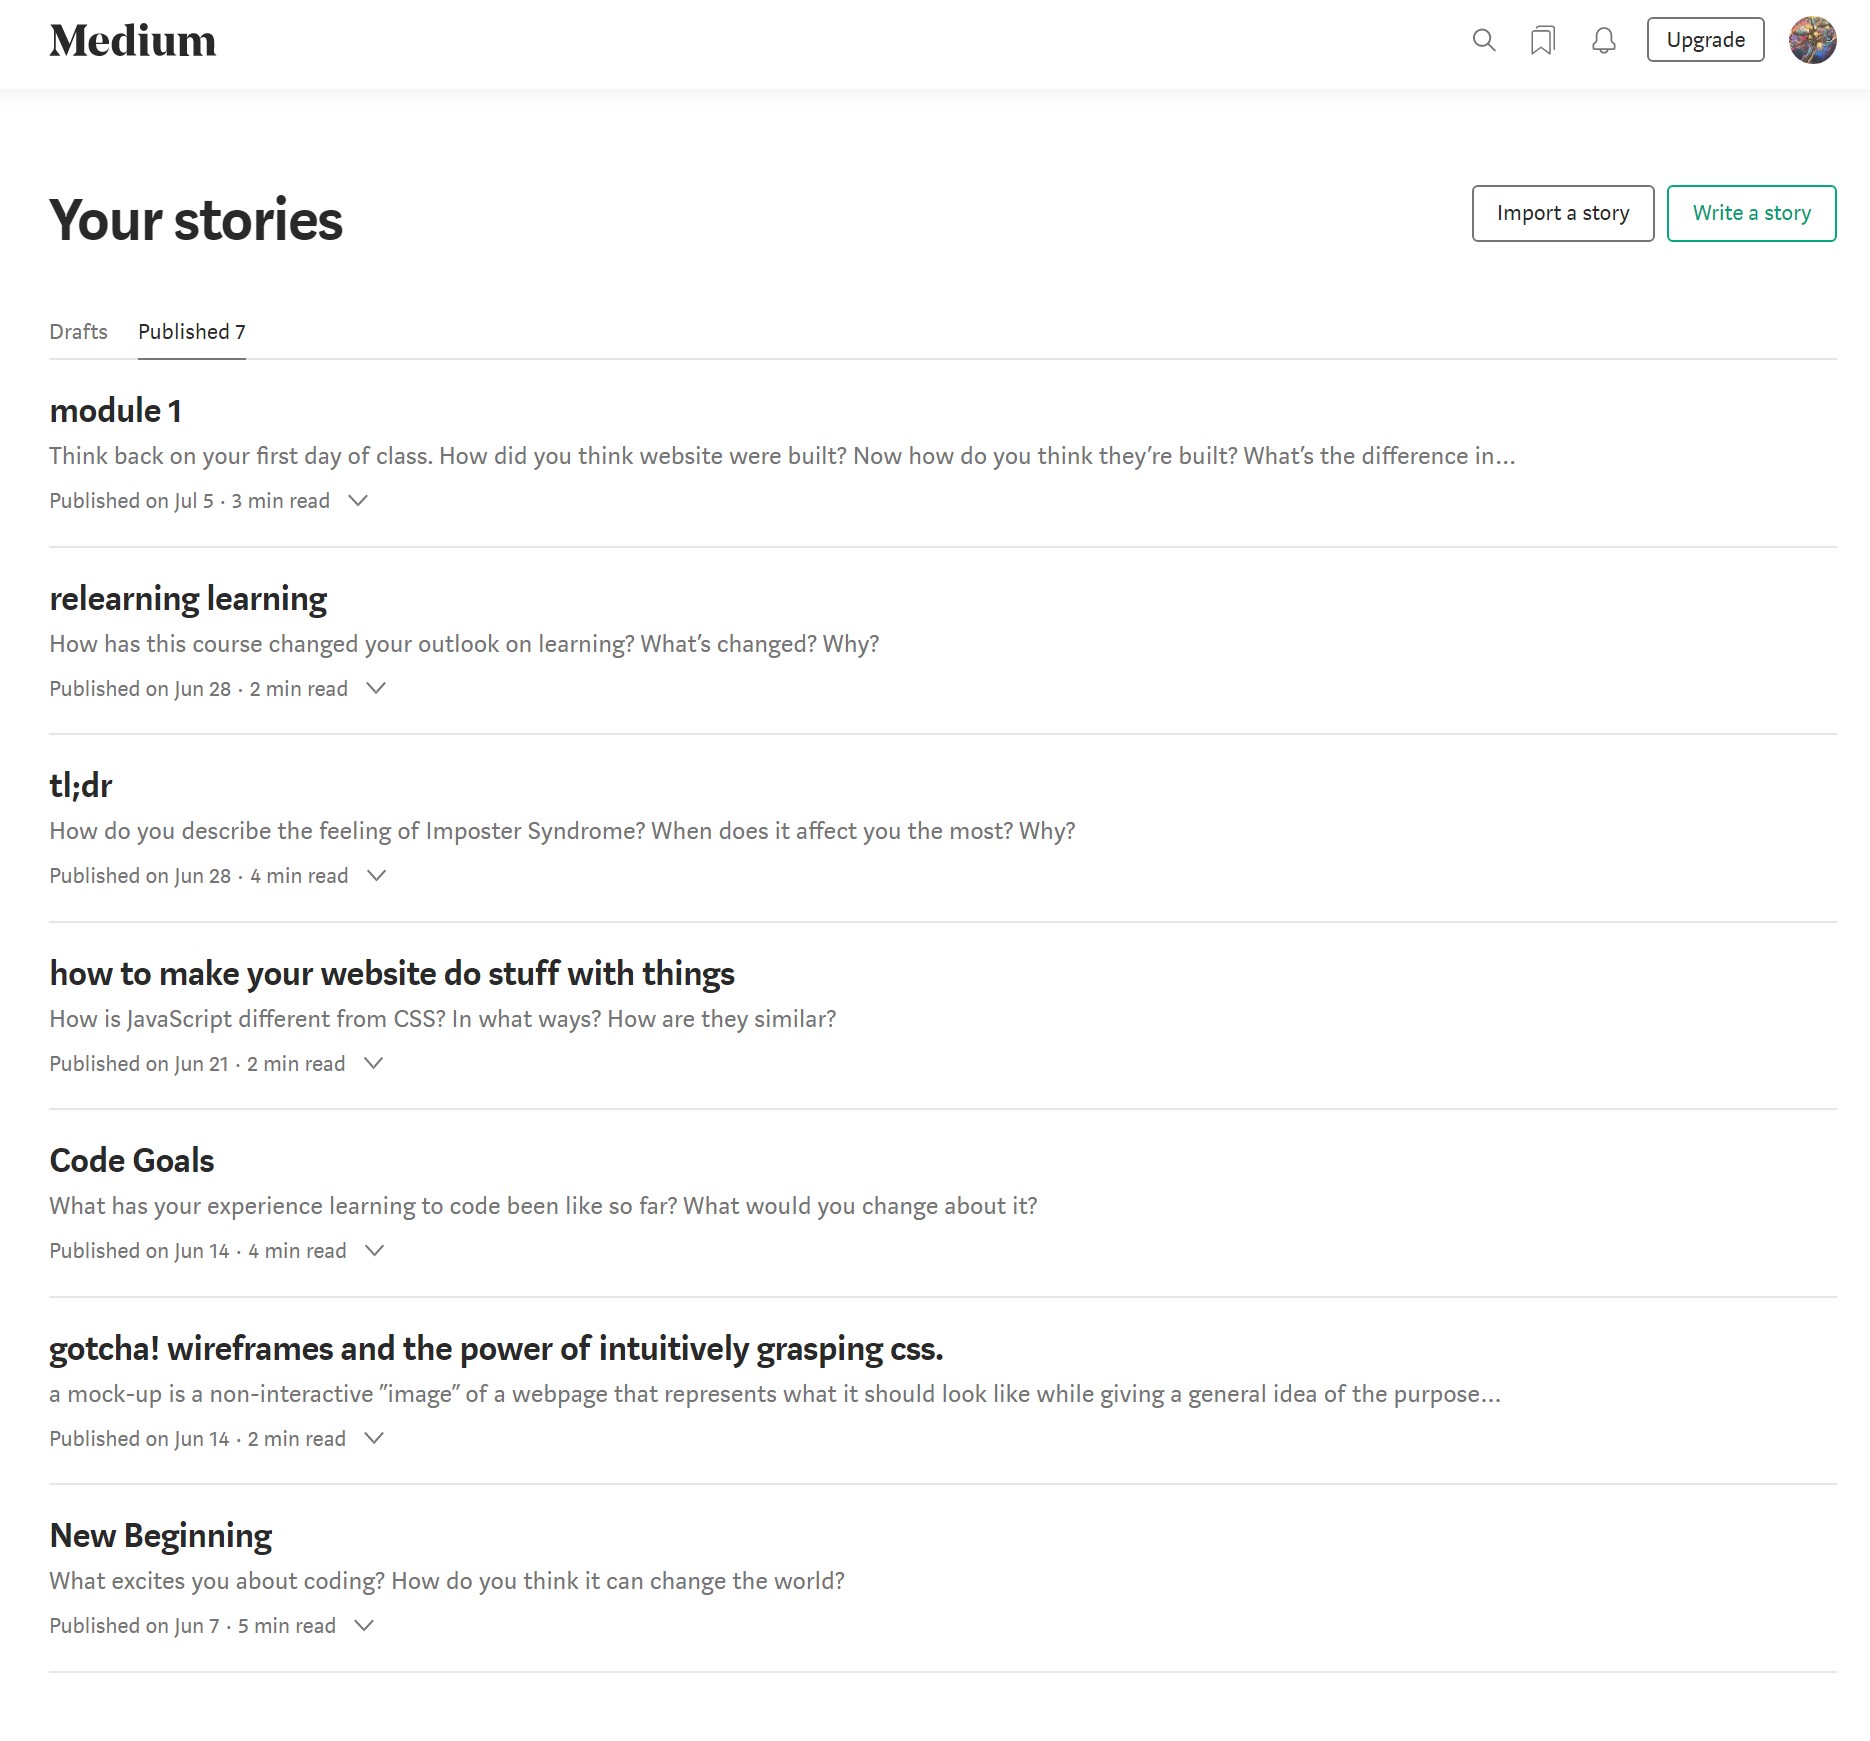 Medium
Upgrade
Your stories
Import a story
Write a story
Drafts
Published 7
module 1
Think back on your first day of class. How did you think website were built? Now how do you think they’re built? What’s the difference in…
Published on Jul 5 · 3 min read
relearning learning
How has this course changed your outlook on learning? What’s changed? Why?
Published on Jun 28 · 2 min read
tl;dr
How do you describe the feeling of Imposter Syndrome? When does it affect you the most? Why?
Published on Jun 28 · 4 min read
how to make your website do stuff with things
How is JavaScript different from CSS? In what ways? How are they similar?
Published on Jun 21 · 2 min read
Code Goals
What has your experience learning to code been like so far? What would you change about it?
Published on Jun 14 · 4 min read
gotcha! wireframes and the power of intuitively grasping css.
a mock-up is a non-interactive ”image” of a webpage that represents what it should look like while giving a general idea of the purpose…
Published on Jun 14 · 2 min read
New Beginning
What excites you about coding? How do you think it can change the world?
Published on Jun 7 · 5 min read